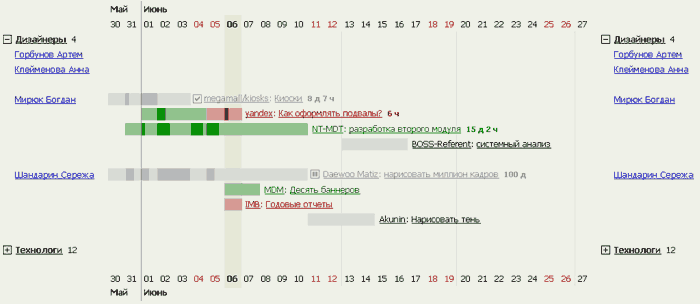 Май Июнь
30 31 01 02 03 04 05 06 07 08 09 10 11 12 13 14 15 16 17 18 19 20 21 22 23 24 25 26 27
Дизайнеры 4 Дизайнеры 4
Горбунов Артем Горбунов Артем
Клейменова Анна Клейменова Анна
Мирюк Богдан megamall/kiosks: Киоски 8 д 7 ч Мирюк Богдан
yandex: Как оформлять подвалы? 6 ч
NT-MDT: разработка второго модуля 15 д 2 ч
BOSS-Referent: системный анализ
Шандарин Сережа Daewoo Matiz: нарисовать миллион кадров 100 д Шандарин Сережа
MDM: Десять баннеров
IMB: Годовые отчеты
Akunin: Нарисовать тень
Технологи 12 Технологи 12
30 31 01 02 03 04 05 06 07 08 09 10 11 12 13 14 15 16 17 18 19 20 21 22 23 24 25 26 27
Май Июнь